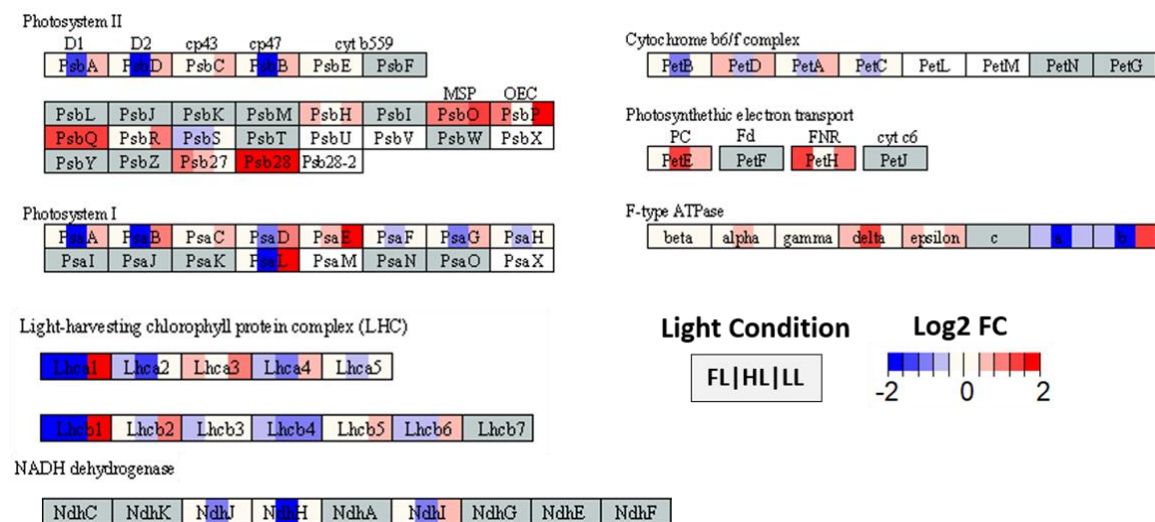 Photosystem II
D1 D2 cp43 cp47 cyt b559
PsbA PsbD PsbC PsbB PsbE PsbF
MSP OEC
PsbL PsbJ PsbK PsbM PsbH PsbI PsbO PsbP
PsbQ PsbR PsbS PsbT PsbU PsbV PsbW PsbX
PsbY PsbZ Psb27 Psb28 Psb28-2
Photosystem I
PsaA PsaB PsaC PsaD PsaE PsaF PsaG PsaH
PsaI PsaJ PsaK PsaL PsaM PsaN PsaO PsaX
Light-harvesting chlorophyll protein complex (LHC)
Lhca1 Lhca2 Lhca3 Lhca4 Lhca5
Lhcb1 Lhcb2 Lhcb3 Lhcb4 Lhcb5 Lhcb6 Lhcb7
NADH dehydrogenase
NdhC NdhK NdhJ NdhH NdhA NdhI NdhG NdhE NdhF
Cytochrome b6/f complex
PetB PetD PetA PetC PetL PetM PetN PetG
Photosynthethic electron transport
PC Fd FNR cyt c6
PetE PetF PetH PetJ
F-type ATPase
beta alpha gamma delta epsilon c a b
Light Condition
FL|HL|LL
Log2 FC
-2 0 2